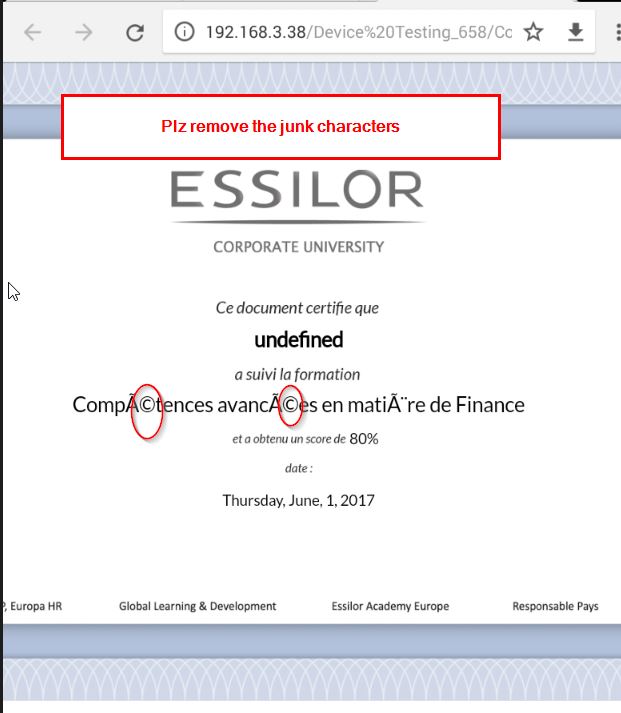 192.168.3.38/Device%20Testing_658/Co
Plz remove the junk characters
ESSILOR
CORPORATE UNIVERSITY
Ce document certifie que
undefined
a suivi la formation
CompÃ©tences avancÃ©es en matiÃ¨re de Finance
et a obtenu un score de 80%
date :
Thursday, June, 1, 2017
Europa HR Global Learning & Development Essilor Academy Europe Responsable Pays